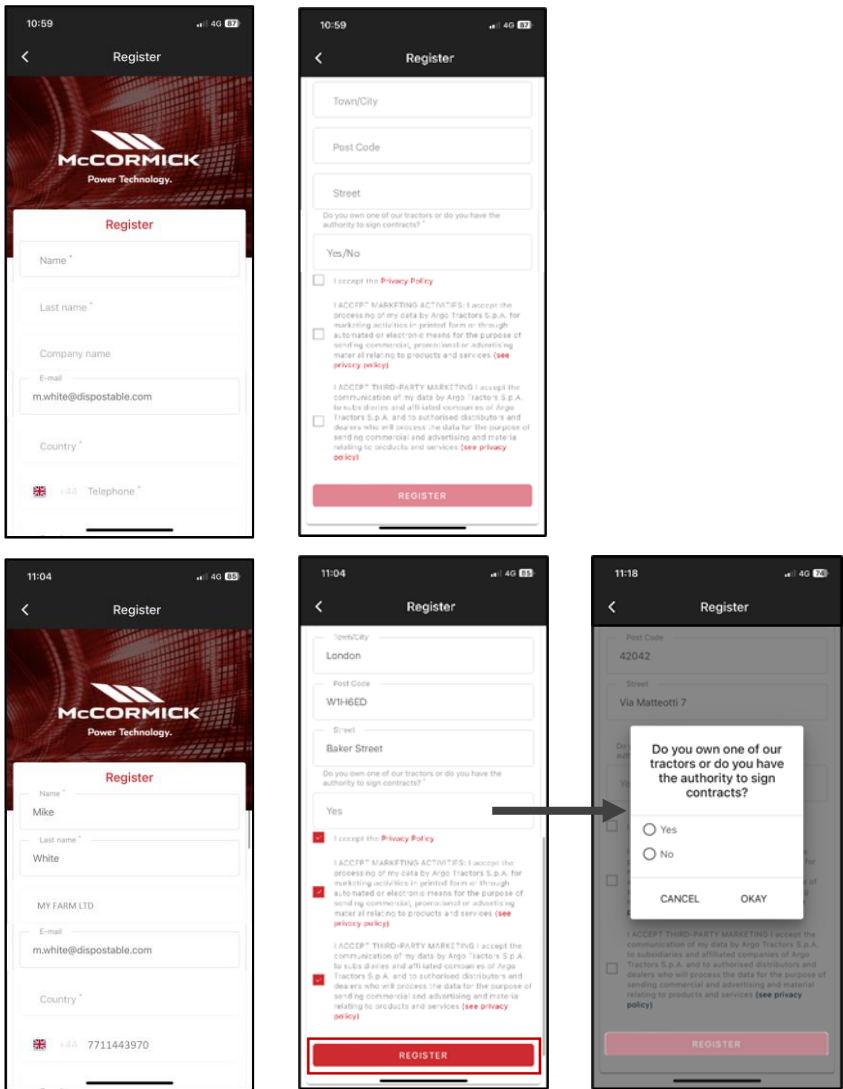 10:59
4G 87
Register
McCORMICK
Power Technology.
Register
Name *
Last name *
Company name
E-mail
m.white@dispostable.com
Country *
+44 Telephone *
10:59
4G 87
Register
Town/City
Post Code
Street
Do you own one of our tractors or do you have the
authority to sign contracts? *
Yes/No
I accept the Privacy Policy
I ACCEPT MARKETING ACTIVITIES: I accept the
processing of my data by Argo Tractors S.p.A. for
marketing activities in printed form or through
automated or electronic means for the purpose of
sending commercial, promotional or advertising
material relating to products and services (see
privacy policy)
I ACCEPT THIRD-PARTY MARKETING I accept the
communication of my data by Argo Tractors S.p.A.
to subsidiaries and affiliated companies of Argo
Tractors S.p.A. and to authorised distributors and
dealers who will process the data for the purpose of
sending commercial and advertising and materia
relating to products and services (see privacy
policy)
REGISTER
11:04
4G 85
Register
McCORMICK
Power Technology.
Register
Name *
Mike
Last name *
White
MY FARM LTD
E-mail
m.white@dispostable.com
Country *
+44 7711443970
11:04
4G 85
Register
Town/City
London
Post Code
W1H6ED
Street
Baker Street
Do you own one of our tractors or do you have the
authority to sign contracts? *
Yes
I accept the Privacy Policy
I ACCEPT MARKETING ACTIVITIES: I accept the
processing of my data by Argo Tractors S.p.A. for
marketing activities in printed form or through
automated or electronic means for the purpose of
sending commercial, promotional or advertising
material relating to products and services (see
privacy policy)
I ACCEPT THIRD-PARTY MARKETING I accept the
communication of my data by Argo Tractors S.p.A.
to subsidiaries and affiliated companies of Argo
Tractors S.p.A. and to authorised distributors and
dealers who will process the data for the purpose of
sending commercial and advertising and materia
relating to products and services (see privacy
policy)
REGISTER
11:18
4G 74
Register
Post Code
42042
Street
Via Matteotti 7
Do you own one of our
tractors or do you have
the authority to sign
contracts?
Yes
No
CANCEL OKAY
I ACCEPT THIRD-PARTY MARKETING I accept the
communication of my data by Argo Tractors S.p.A.
to subsidiaries and affiliated companies of Argo
Tractors S.p.A. and to authorised distributors and
dealers who will process the data for the purpose of
sending commercial and advertising and material
relating to products and services (see privacy
policy)
REGISTER